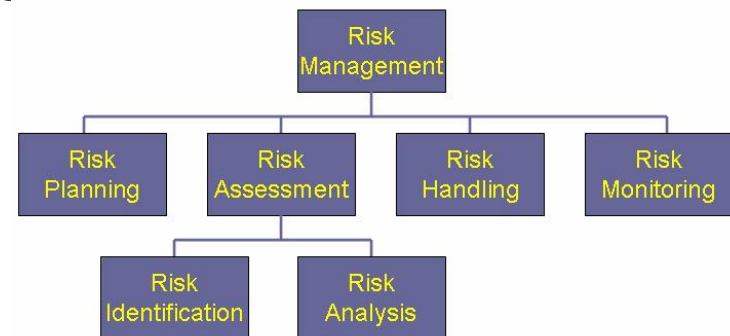 Risk
Management
Risk
Planning
Risk
Assessment
Risk
Handling
Risk
Monitoring
Risk
Identification
Risk
Analysis